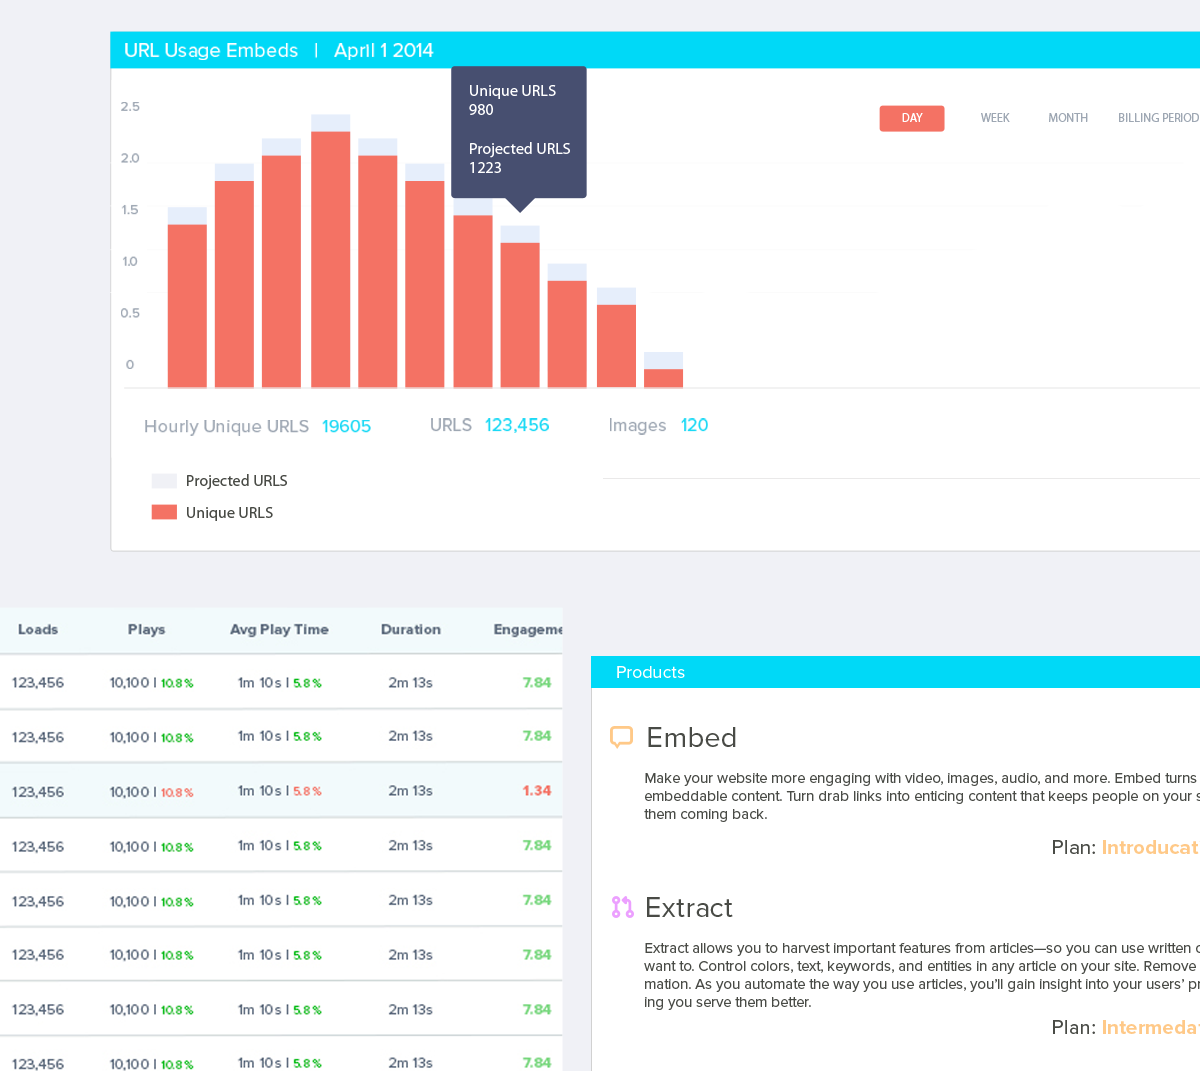 URL Usage Embeds | April 1 2014
Unique URLS
980
Projected URLS
1223
2.5
2.0
1.5
1.0
0.5
0
DAY WEEK MONTH BILLING PERIOD
Hourly Unique URLS 19605 URLS 123,456 Images 120
Projected URLS
Unique URLS
Loads Plays Avg Play Time Duration Engageme
123,456 10,100 | 10.8% 1m 10s | 5.8% 2m 13s 7.84
123,456 10,100 | 10.8% 1m 10s | 5.8% 2m 13s 7.84
123,456 10,100 | 10.8% 1m 10s | 5.8% 2m 13s 1.34
123,456 10,100 | 10.8% 1m 10s | 5.8% 2m 13s 7.84
123,456 10,100 | 10.8% 1m 10s | 5.8% 2m 13s 7.84
123,456 10,100 | 10.8% 1m 10s | 5.8% 2m 13s 7.84
123,456 10,100 | 10.8% 1m 10s | 5.8% 2m 13s 7.84
123,456 10,100 | 10.8% 1m 10s | 5.8% 2m 13s 7.84
Products
Embed
Make your website more engaging with video, images, audio, and more. Embed turns
embeddable content. Turn drab links into enticing content that keeps people on your s
them coming back.
Plan: Introducat
Extract
Extract allows you to harvest important features from articles—so you can use written c
want to. Control colors, text, keywords, and entities in any article on your site. Remove
mation. As you automate the way you use articles, you'll gain insight into your users' pr
ing you serve them better.
Plan: Intermeda